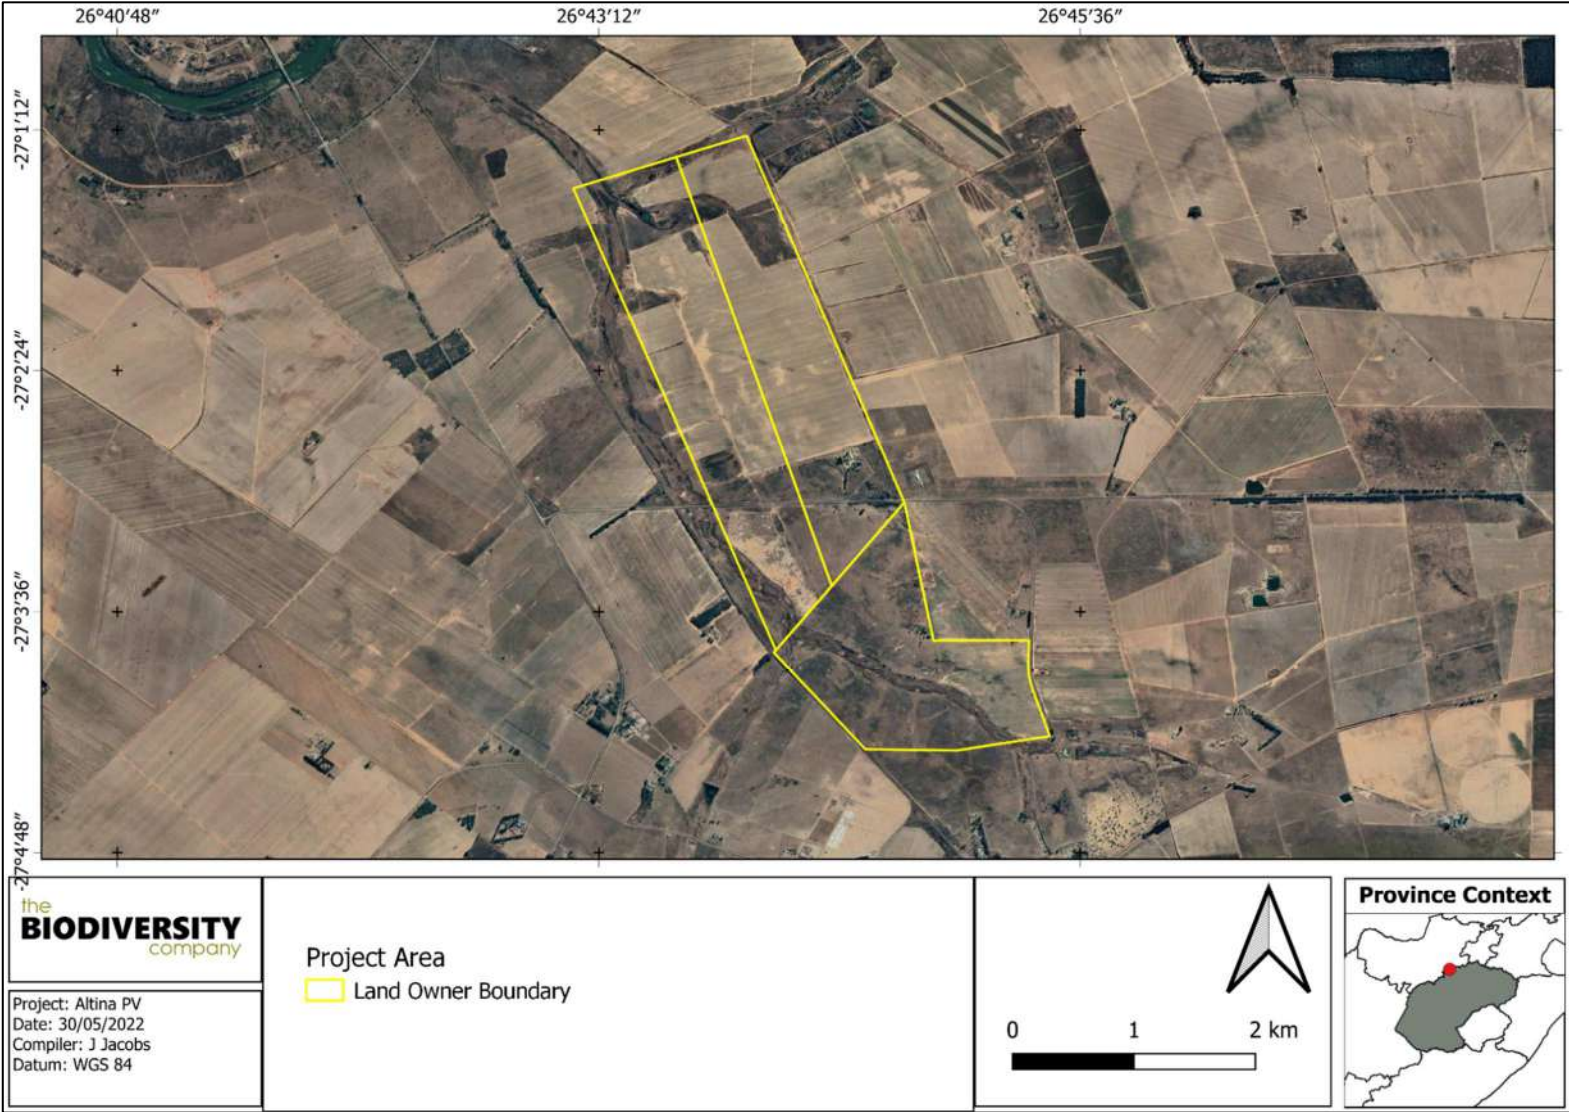 26°40′48″
26°43′12″
26°45′36″
-27°1′12″
-27°2′24″
-27°3′36″
-27°4′48″
the
BIODIVERSITY
company
Project: Altina PV
Date: 30/05/2022
Compiler: J Jacobs
Datum: WGS 84
Project Area
Land Owner Boundary
0 1 2 km
Province Context